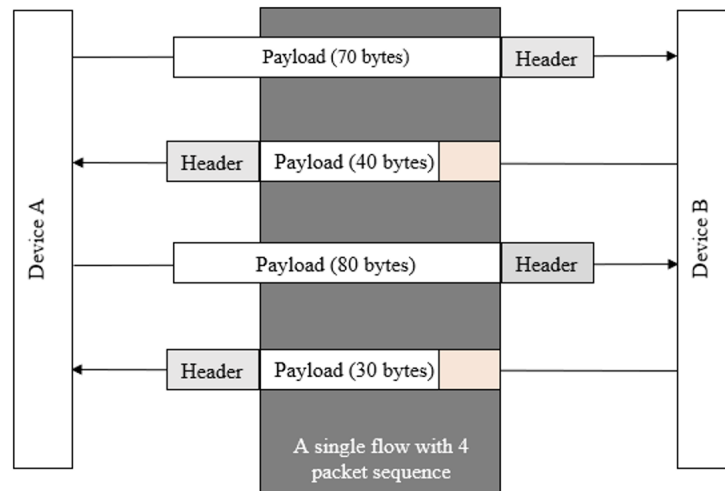 Device A
Payload (70 bytes) Header
Header Payload (40 bytes)
Payload (80 bytes) Header
Header Payload (30 bytes)
A single flow with 4
packet sequence
Device B